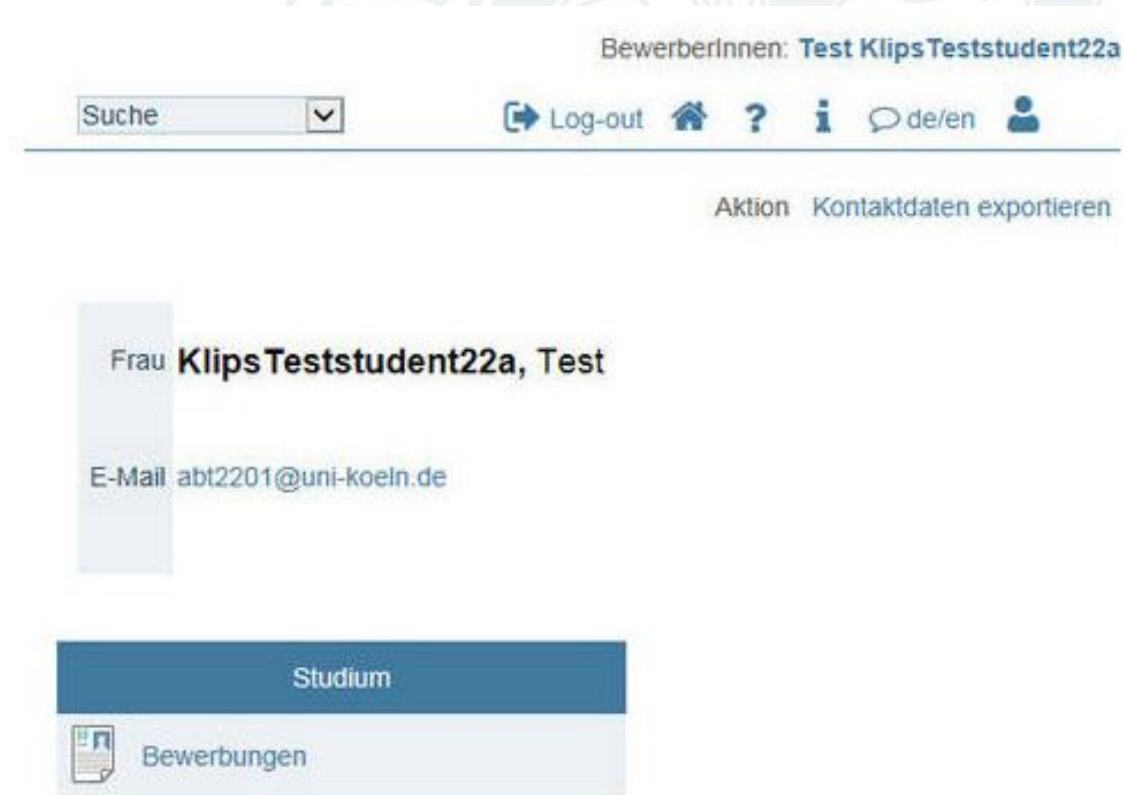 BewerberInnen: Test KlipsTeststudent22a
Suche Log-out ? i de/en
Aktion Kontaktdaten exportieren
Frau KlipsTeststudent22a, Test
E-Mail abt2201@uni-koeln.de
Studium
Bewerbungen